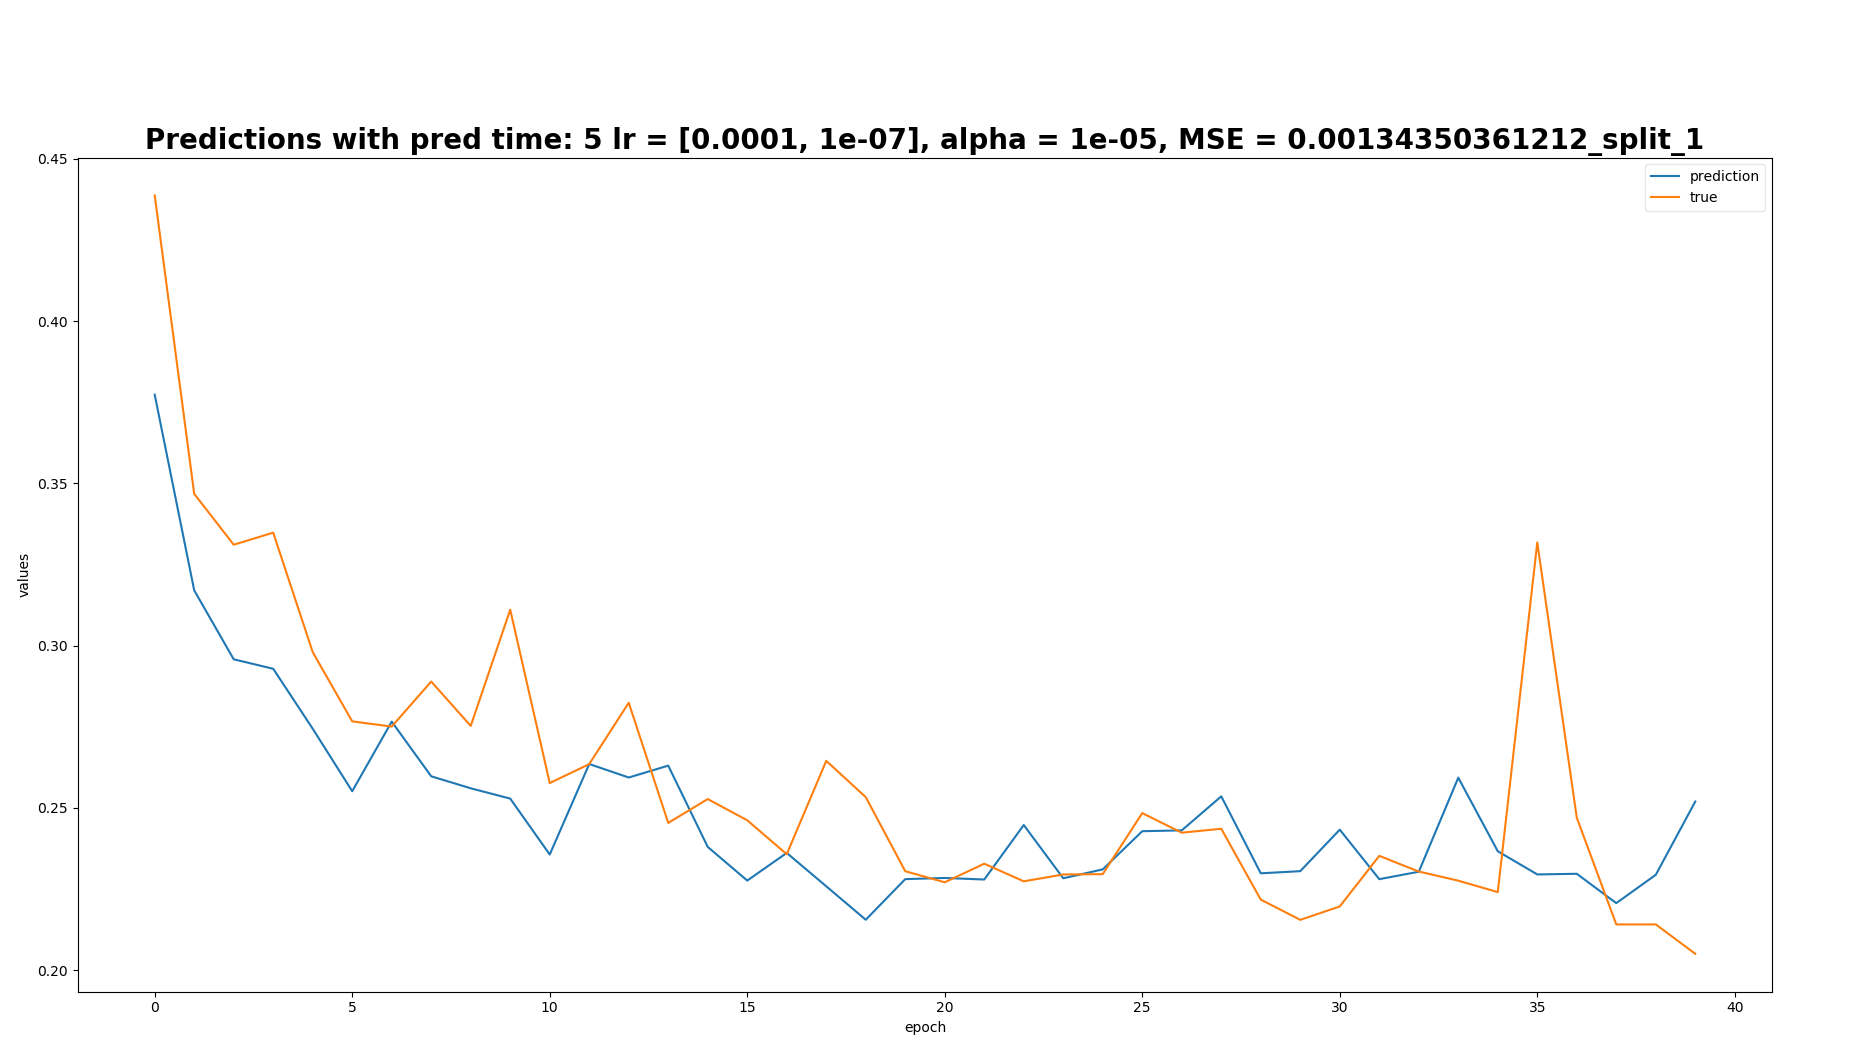 Predictions with pred time: 5 lr = [0.0001, 1e-07], alpha = 1e-05, MSE = 0.00134350361212_split_1
prediction
true
values
0.45
0.40
0.35
0.30
0.25
0.20
0 5 10 15 20 25 30 35 40
epoch